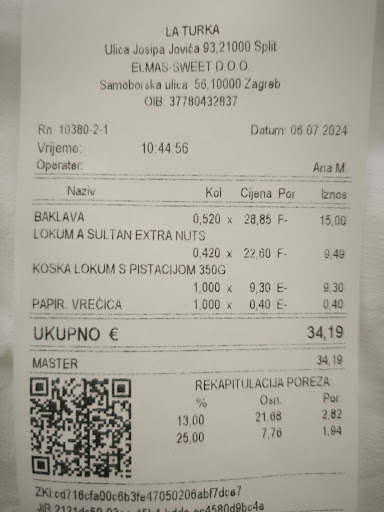 LA TURKA
Ulica Josipa Jovića 93,21000 Split
ELMAS-SWEET D.O.O.
Samoborska ulica 56,10000 Zagreb
OIB: 37780432837
Rn: 10380-2-1 Datum: 06.07.2024
Vrijeme: 10:44:56
Operater: Ana M.
Naziv Kol Cijena Por Iznos
BAKLAVA 0,520 x 28,85 F- 15,00
LOKUM A SULTAN EXTRA NUTS
0,420 x 22,60 F- 9,49
KOSKA LOKUM S PISTACIJOM 350G
1,000 x 9,30 E- 9,30
PAPIR. VREĆICA 1,000 x 0,40 E- 0,40
UKUPNO € 34,19
MASTER 34,19
REKAPITULACIJA POREZA
% Osn. Por.
13,00 21,68 2,82
25,00 7,76 1,94
ZKI:cd716cfa00c6b3fe47050206abf7dce7